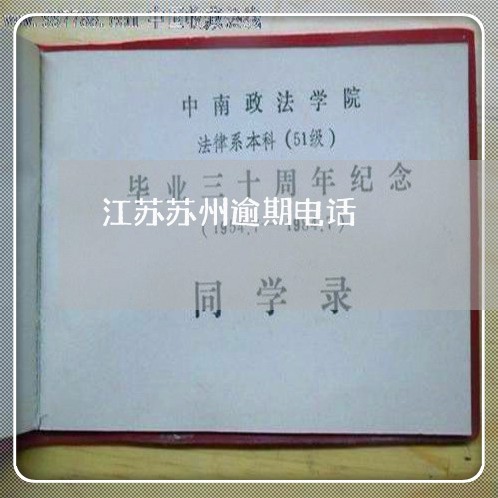 中南政法学院
法律系本科(51级)
毕业三十周年纪念
江苏苏州逾期电话
同学录